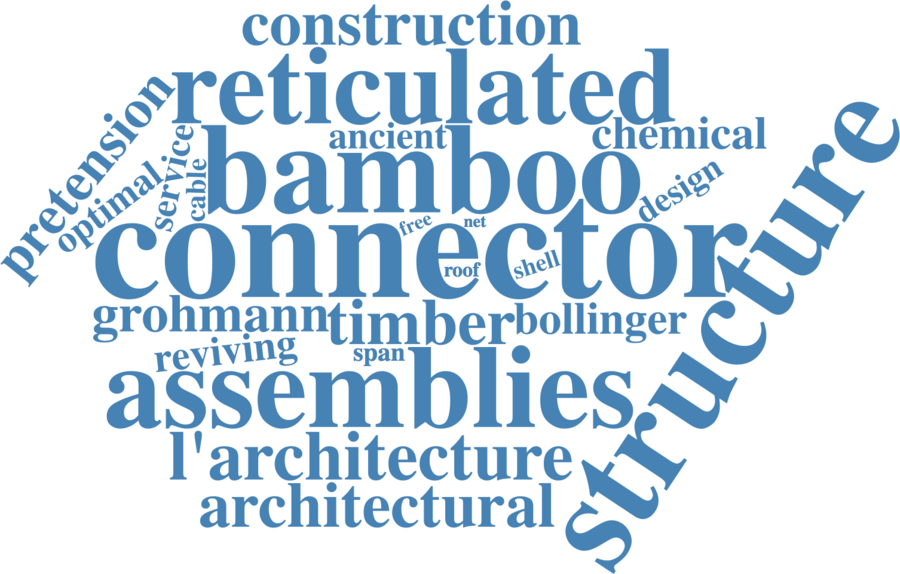 construction
reticulated
pretension
ancient
chemical
optimal
service
cable
bamboo
design
structure
free
net
connector
roof
shell
grohmann
timber
bollinger
reviving
span
assemblies
l'architecture
architectural